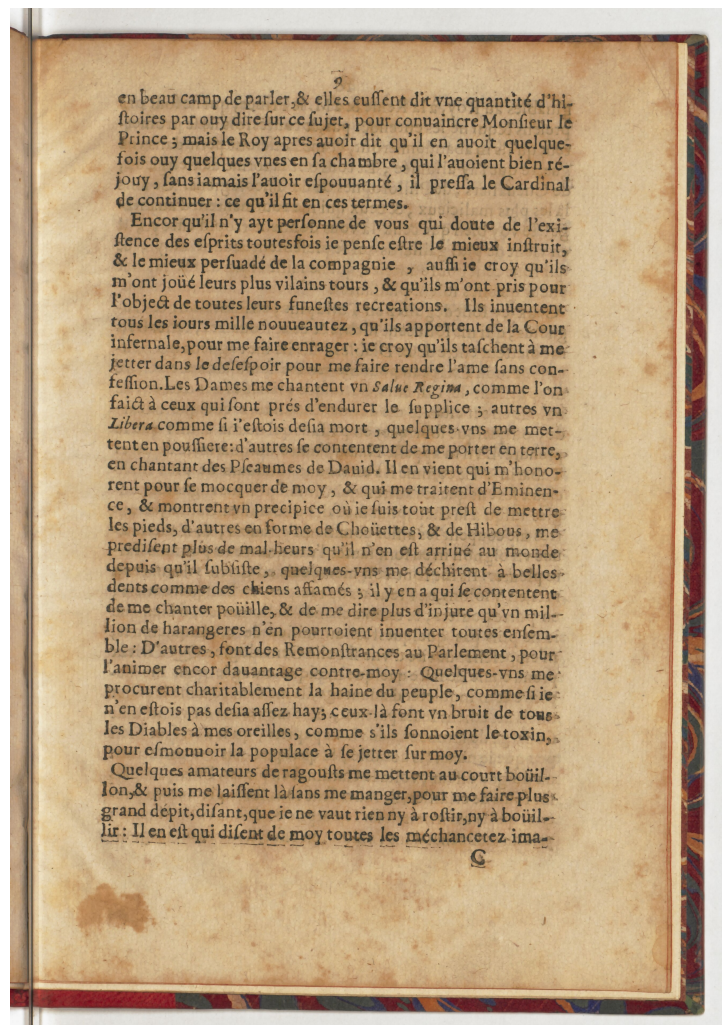 9
en beau camp de parler, & elles euſſent dit vne quantité d'hi-
ſtoires par ouy dire ſur ce ſujet, pour conuaincre Monſieur le
Prince ; mais le Roy apres auoir dit qu'il en auoit quelque-
fois ouy quelques vnes en ſa chambre, qui l'auoient bien ré-
jouy, ſans iamais l'auoir eſpouuanté, il preſſa le Cardinal
de continuer : ce qu'il fit en ces termes.
Encor qu'il n'y ayt perſonne de vous qui doute de l'exi-
ſtence des eſprits toutesfois ie penſe eſtre le mieux inſtruit,
& le mieux perſuadé de la compagnie, auſſi ie croy qu'ils
m'ont joüé leurs plus vilains tours, & qu'ils m'ont pris pour
l'object de toutes leurs funeſtes recreations. Ils inuentent
tous les iours mille nouueautez, qu'ils apportent de la Cour
infernale, pour me faire enrager : ie croy qu'ils taſchent à me
jetter dans le deſeſpoir pour me faire rendre l'ame ſans con-
feſſion. Les Dames me chantent vn Salue Regina, comme l'on
faict à ceux qui ſont prés d'endurer le ſupplice ; autres vn
Libera comme ſi i'eſtois deſia mort, quelques-vns me met-
tent en pouſſiere: d'autres ſe contentent de me porter en terre,
en chantant des Pſeaumes de Dauid. Il en vient qui m'hono-
rent pour ſe mocquer de moy, & qui me traitent d'Eminen-
ce, & montrent vn precipice où ie ſuis tout preſt de mettre
les pieds, d'autres en forme de Choüettes, & de Hibous, me
prediſent plus de mal-heurs qu'il n'en eſt arriué au monde
depuis qu'il ſubſiſte, quelques-vns me déchirent à belles
dents comme des chiens affamés ; il y en a qui ſe contentent
de me chanter poüille, & de me dire plus d'injure qu'vn mil-
lion de harangeres n'en pourroient inuenter toutes enſem-
ble : D'autres, font des Remonſtrances au Parlement, pour
l'animer encor dauantage contre-moy : Quelques-vns me
procurent charitablement la haine du peuple, comme ſi ie
n'en eſtois pas deſia aſſez hay; ceux-là font vn bruit de tous
les Diables à mes oreilles, comme s'ils ſonnoient le toxin,
pour eſmouuoir la populace à ſe jetter ſur moy.
Quelques amateurs de ragouſts me mettent au court boüil-
lon, & puis me laiſſent là ſans me manger, pour me faire plus
grand dépit, diſant, que ie ne vaut rien ny à roſtir, ny à boüil-
lir : Il en eſt qui diſent de moy toutes les méchancetez ima-
C